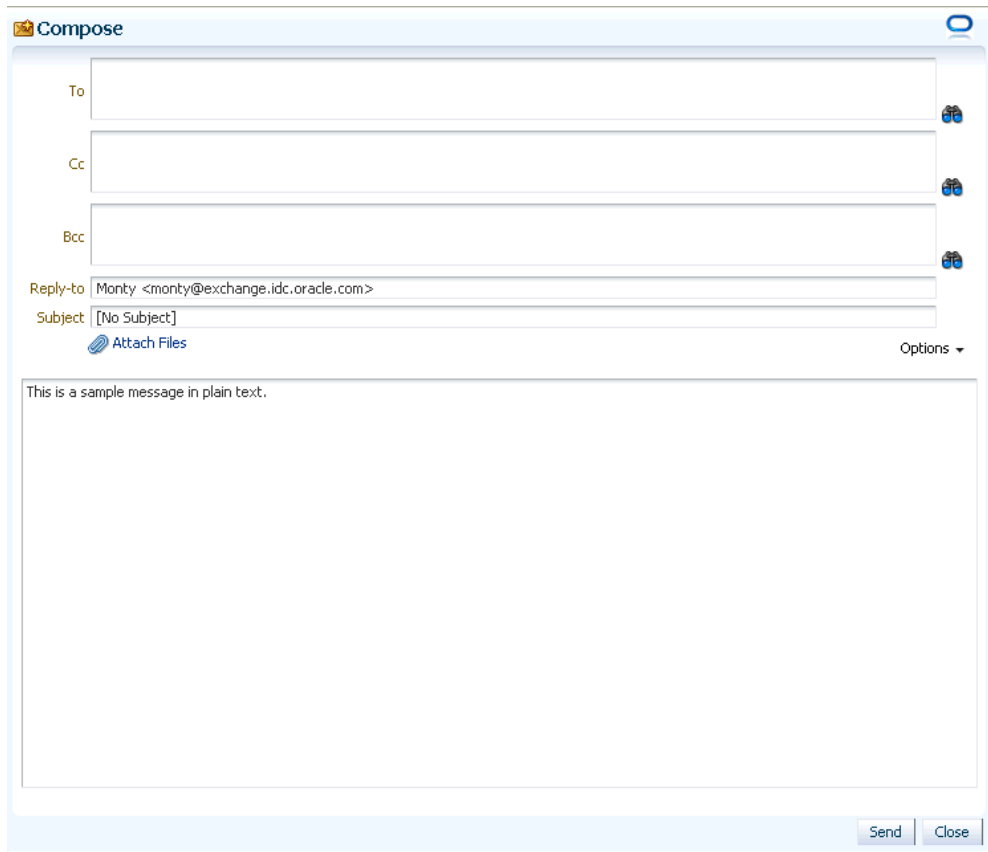 Compose
To
Cc
Bcc
Reply-to Monty <monty@exchange.idc.oracle.com>
Subject [No Subject]
Attach Files
Options
This is a sample message in plain text.
Send Close